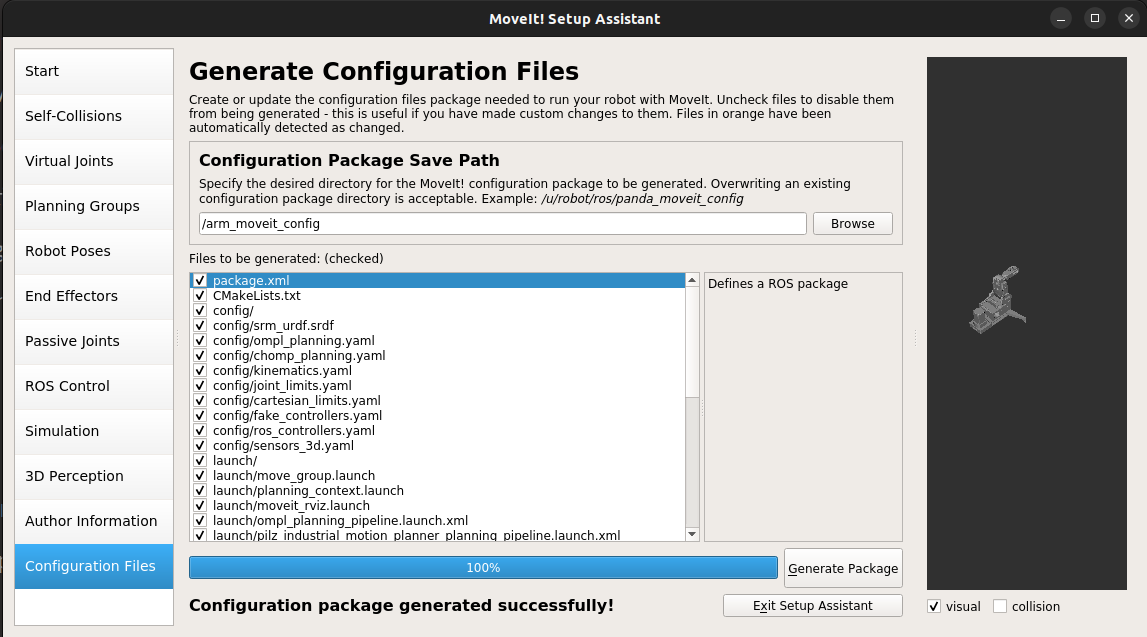 MoveIt! Setup Assistant
Start
Self-Collisions
Virtual Joints
Planning Groups
Robot Poses
End Effectors
Passive Joints
ROS Control
Simulation
3D Perception
Author Information
Configuration Files
Generate Configuration Files
Create or update the configuration files package needed to run your robot with MoveIt. Uncheck files to disable them
from being generated - this is useful if you have made custom changes to them. Files in orange have been
automatically detected as changed.
Configuration Package Save Path
Specify the desired directory for the MoveIt! configuration package to be generated. Overwriting an existing
configuration package directory is acceptable. Example: /u/robot/ros/panda_moveit_config
/arm_moveit_config
Browse
Files to be generated: (checked)
package.xml
CMakeLists.txt
config/
config/srm_urdf.srdf
config/ompl_planning.yaml
config/chomp_planning.yaml
config/kinematics.yaml
config/joint_limits.yaml
config/cartesian_limits.yaml
config/fake_controllers.yaml
config/ros_controllers.yaml
config/sensors_3d.yaml
launch/
launch/move_group.launch
launch/planning_context.launch
launch/moveit_rviz.launch
launch/ompl_planning_pipeline.launch.xml
launch/pilz_industrial_motion_planner_planning_pipeline.launch.xml
Defines a ROS package
100%
Generate Package
Configuration package generated successfully!
Exit Setup Assistant
visual
collision